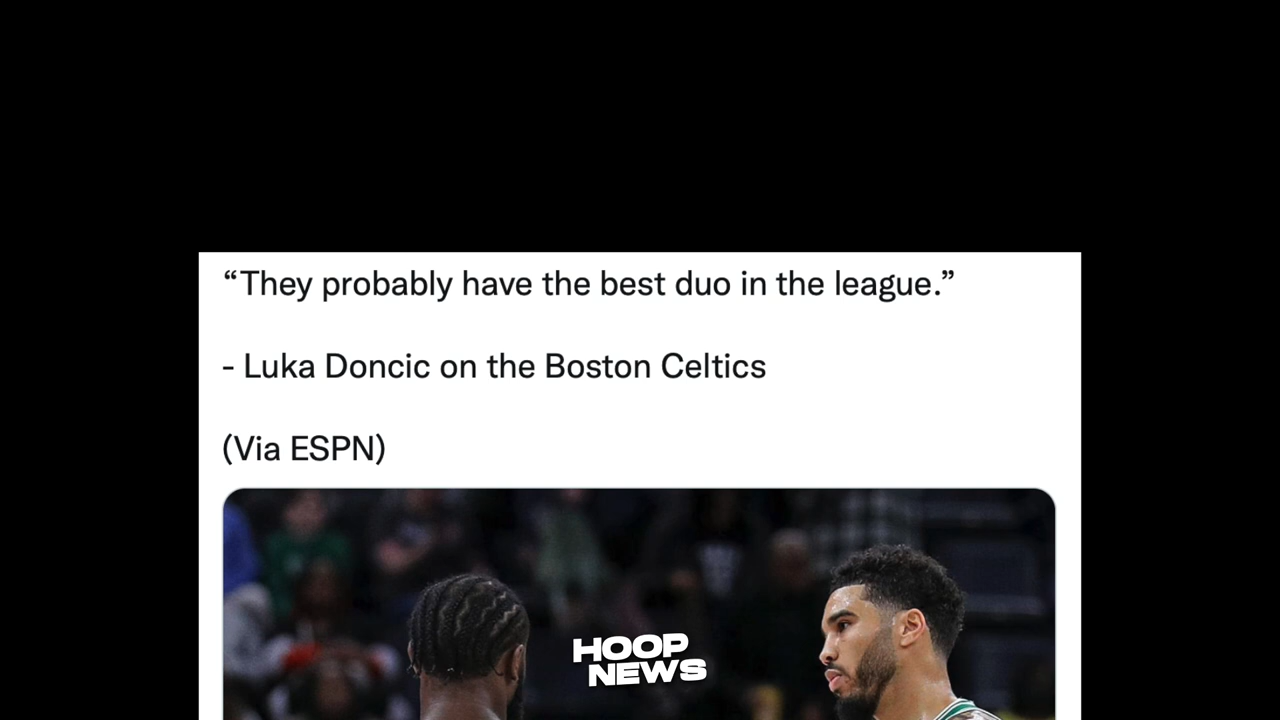 “They probably have the best duo in the league.”
- Luka Doncic on the Boston Celtics
(Via ESPN)
HOOP
NEWS